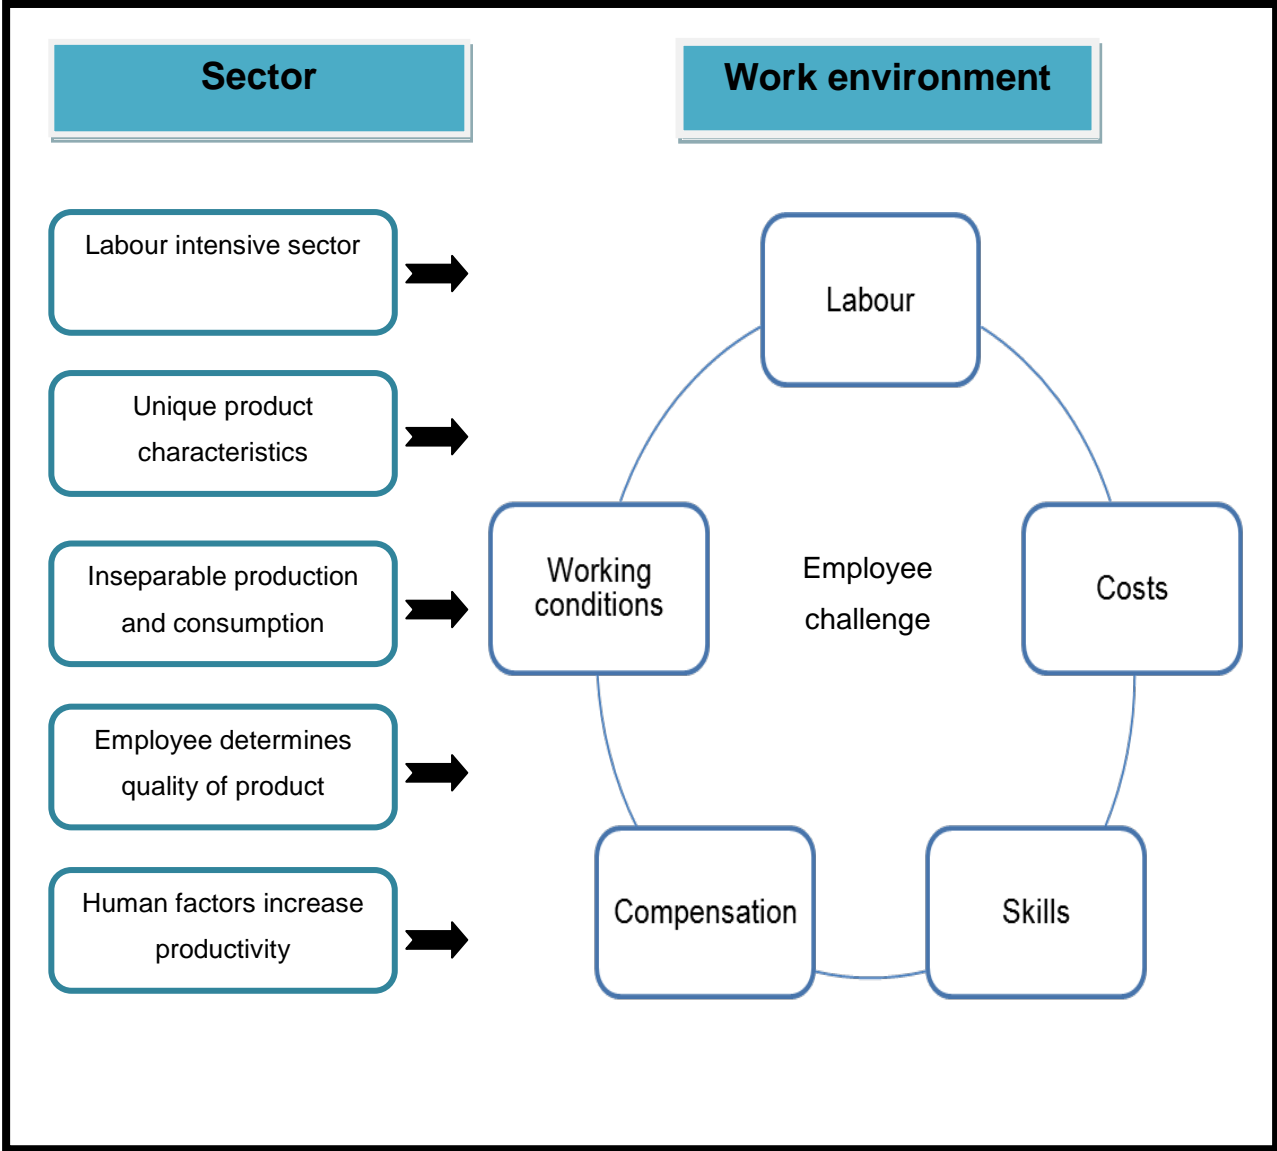 Sector
Work environment
Labour intensive sector
Unique product
characteristics
Inseparable production
and consumption
Employee determines
quality of product
Human factors increase
productivity
Labour
Working
conditions
Employee
challenge
Costs
Compensation
Skills